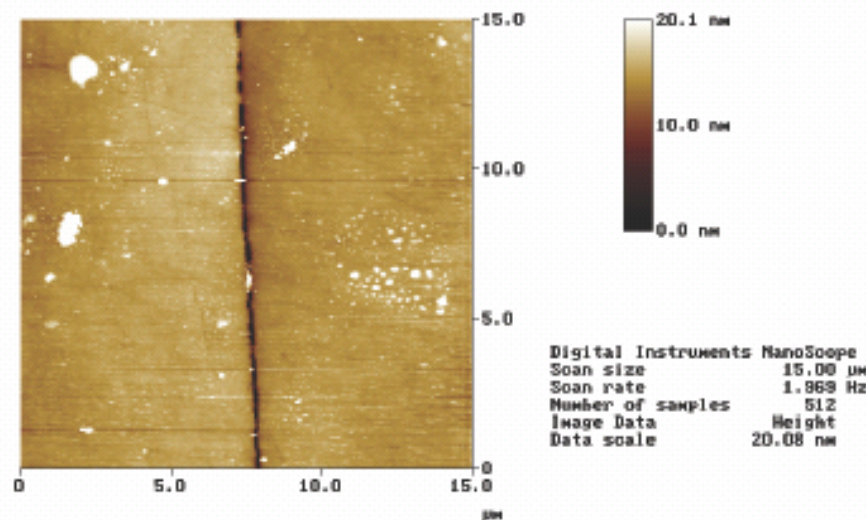 15.0
10.0
5.0
0
0 5.0 10.0 15.0
µm
20.1 nm
10.0 nm
0.0 nm
Digital Instruments NanoScope
Scan size 15.00 µm
Scan rate 1.969 Hz
Number of samples 512
Image Data Height
Data scale 20.08 nm